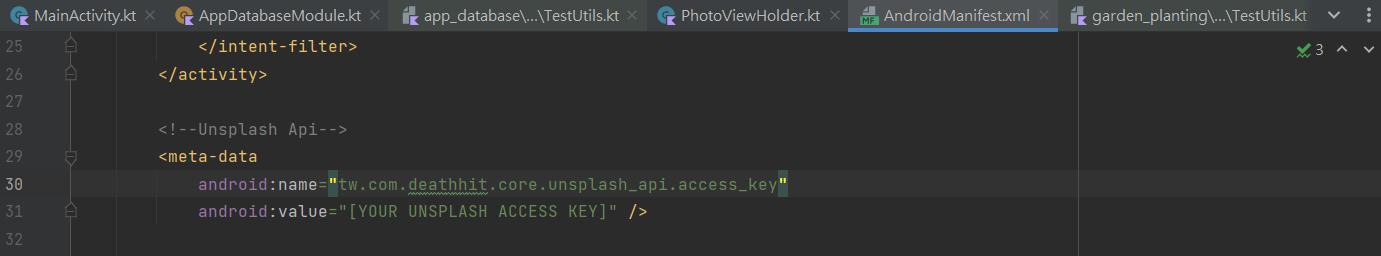 MainActivity.kt AppDatabaseModule.kt app_database\...\TestUtils.kt PhotoViewHolder.kt AndroidManifest.xml garden_planting\...\TestUtils.kt
25 </intent-filter>
3
26 </activity>
27
28 <!--Unsplash Api-->
29 <meta-data
30 android:name="tw.com.deathhit.core.unsplash_api.access_key"
31 android:value="[YOUR UNSPLASH ACCESS KEY]" />
32